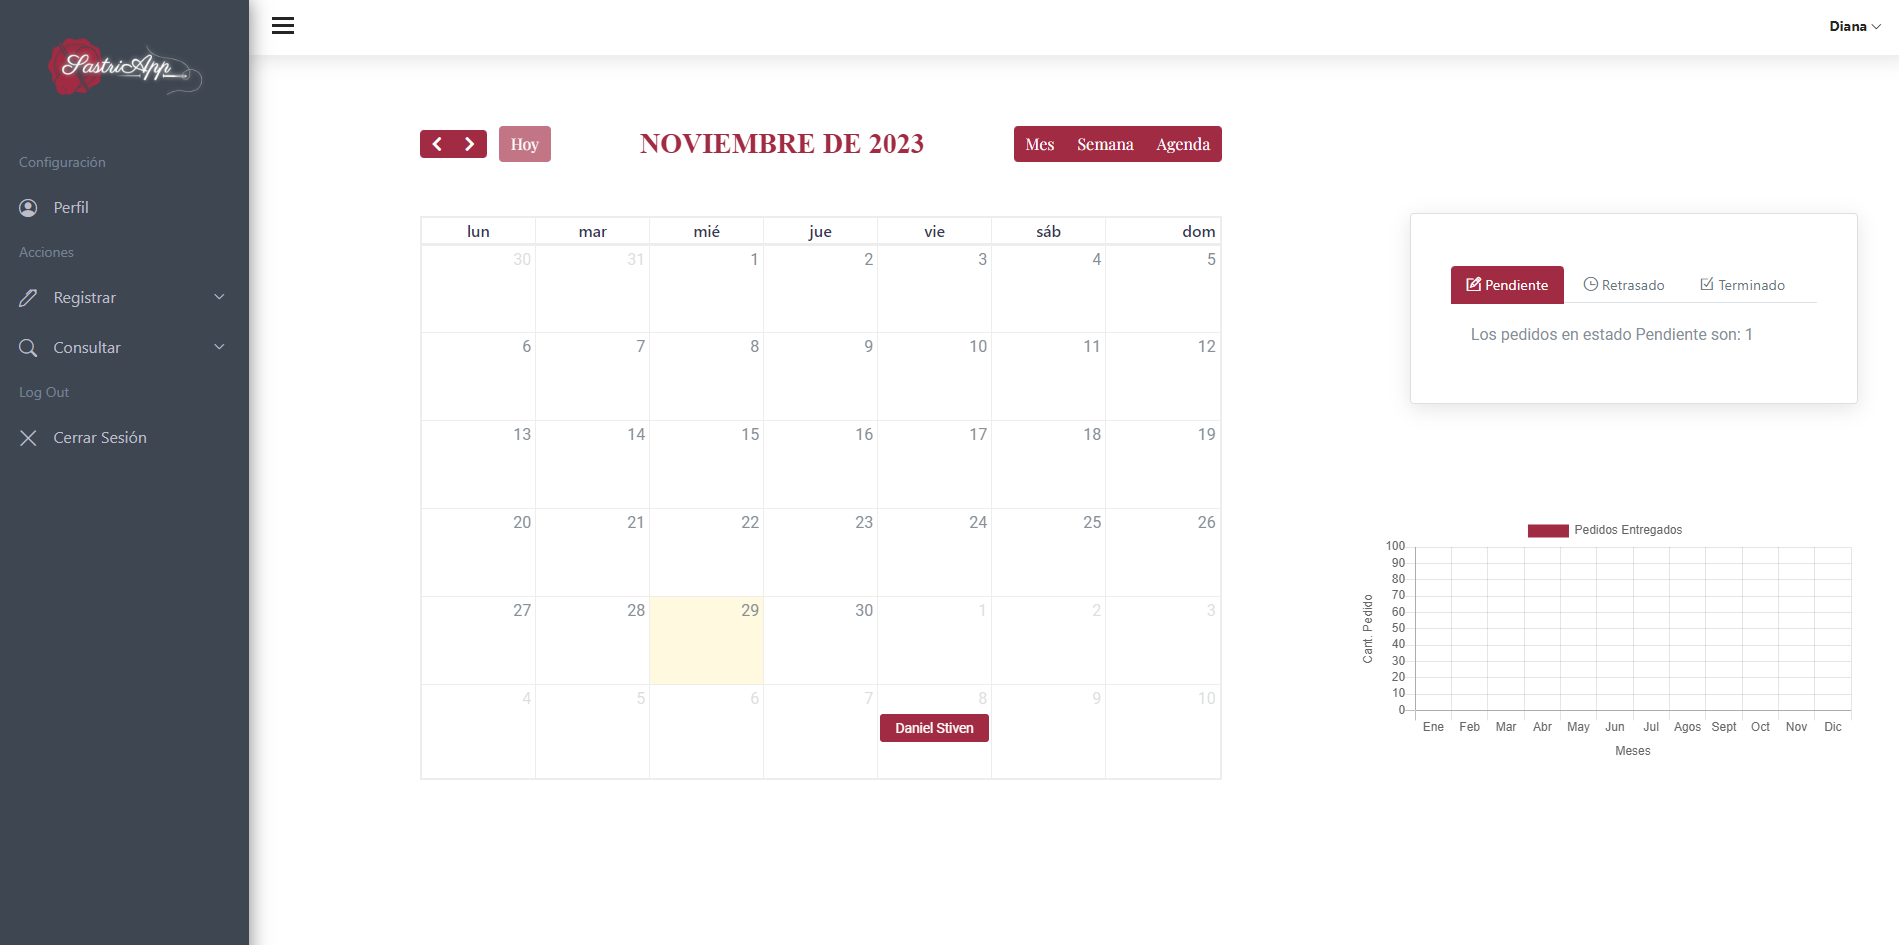 SastriApp
Diana
Configuración
Perfil
Acciones
Registrar
Consultar
Log Out
Cerrar Sesión
Hoy
NOVIEMBRE DE 2023
Mes Semana Agenda
lun mar mié jue vie sáb dom
30 31 1 2 3 4 5
6 7 8 9 10 11 12
13 14 15 16 17 18 19
20 21 22 23 24 25 26
27 28 29 30 1 2 3
4 5 6 7 8 9 10
Daniel Stiven
Pendiente Retrasado Terminado
Los pedidos en estado Pendiente son: 1
Pedidos Entregados
100
90
80
70
60
50
40
30
20
10
0
Cant. Pedido
Ene Feb Mar Abr May Jun Jul Agos Sept Oct Nov Dic
Meses